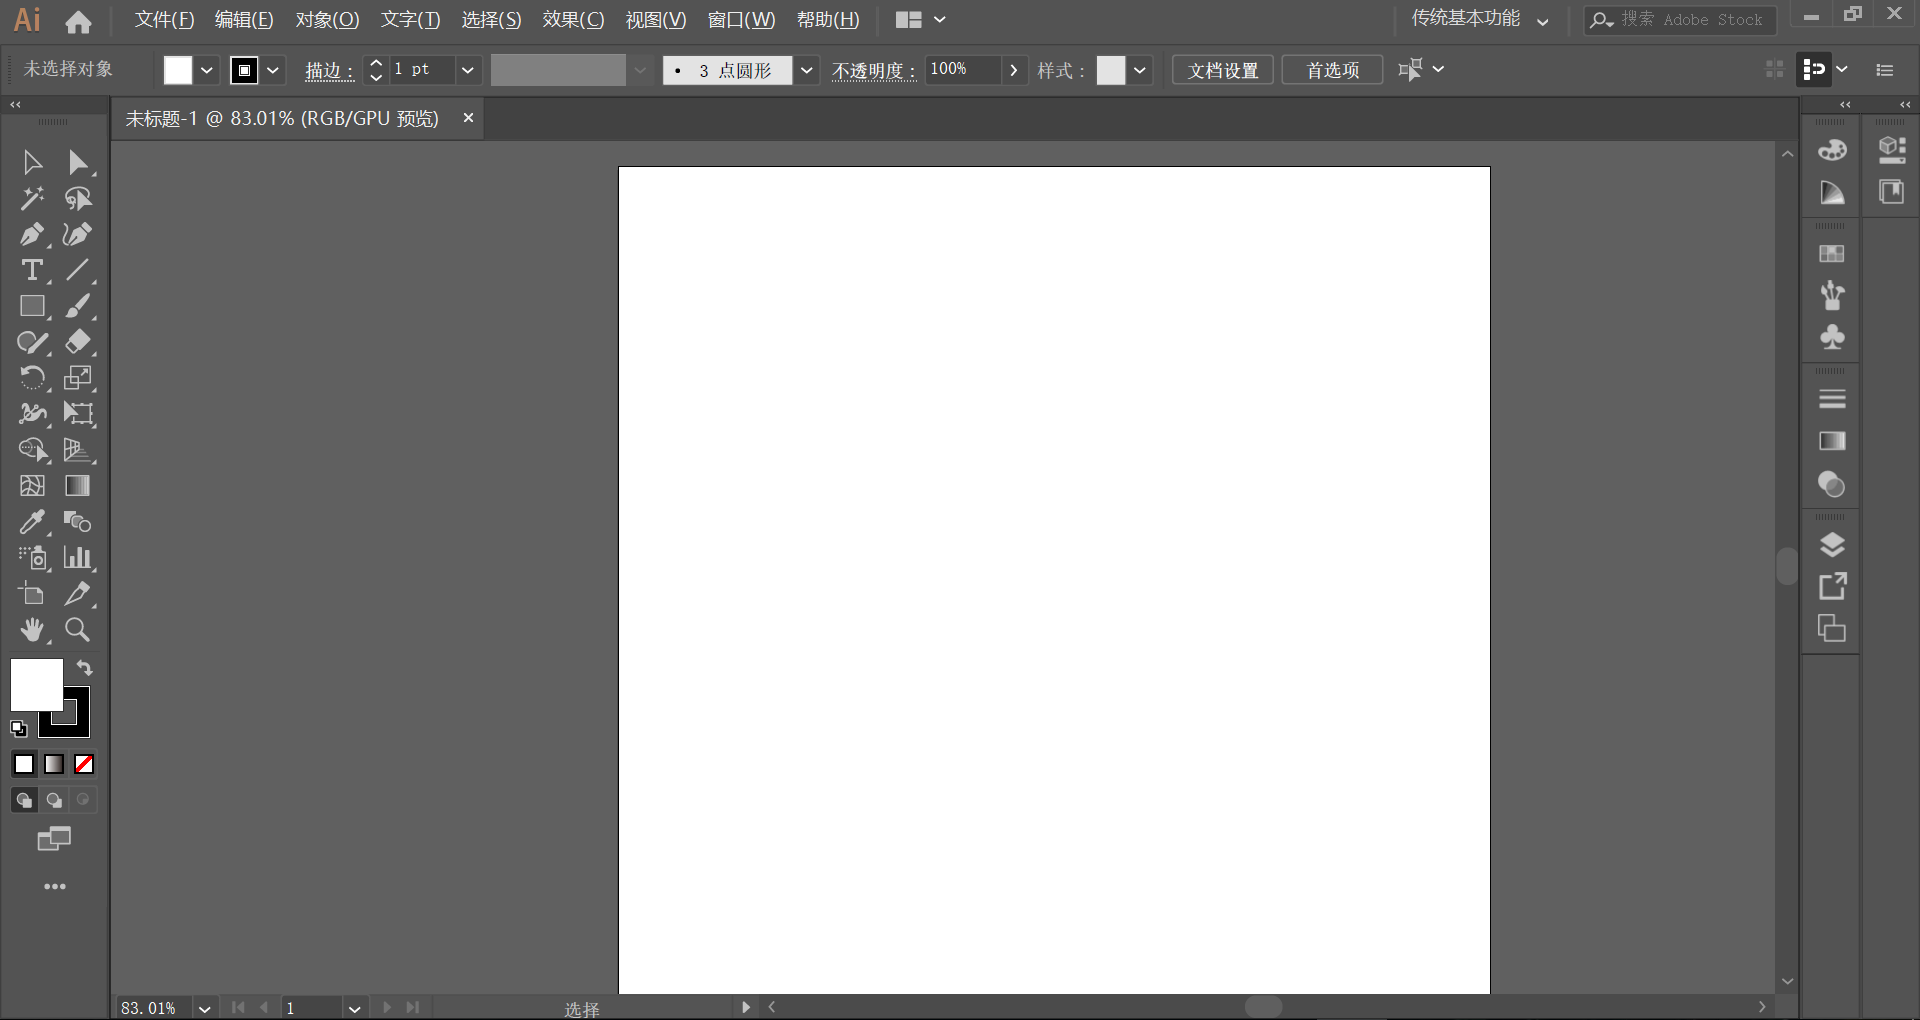 Ai 文件(F) 编辑(E) 对象(O) 文字(T) 选择(S) 效果(C) 视图(V) 窗口(W) 帮助(H) 传统基本功能 搜索 Adobe Stock
未选择对象 描边： 1 pt 3 点圆形 不透明度： 100% 样式： 文档设置 首选项
未标题-1 @ 83.01% (RGB/GPU 预览)
83.01% 1 选择